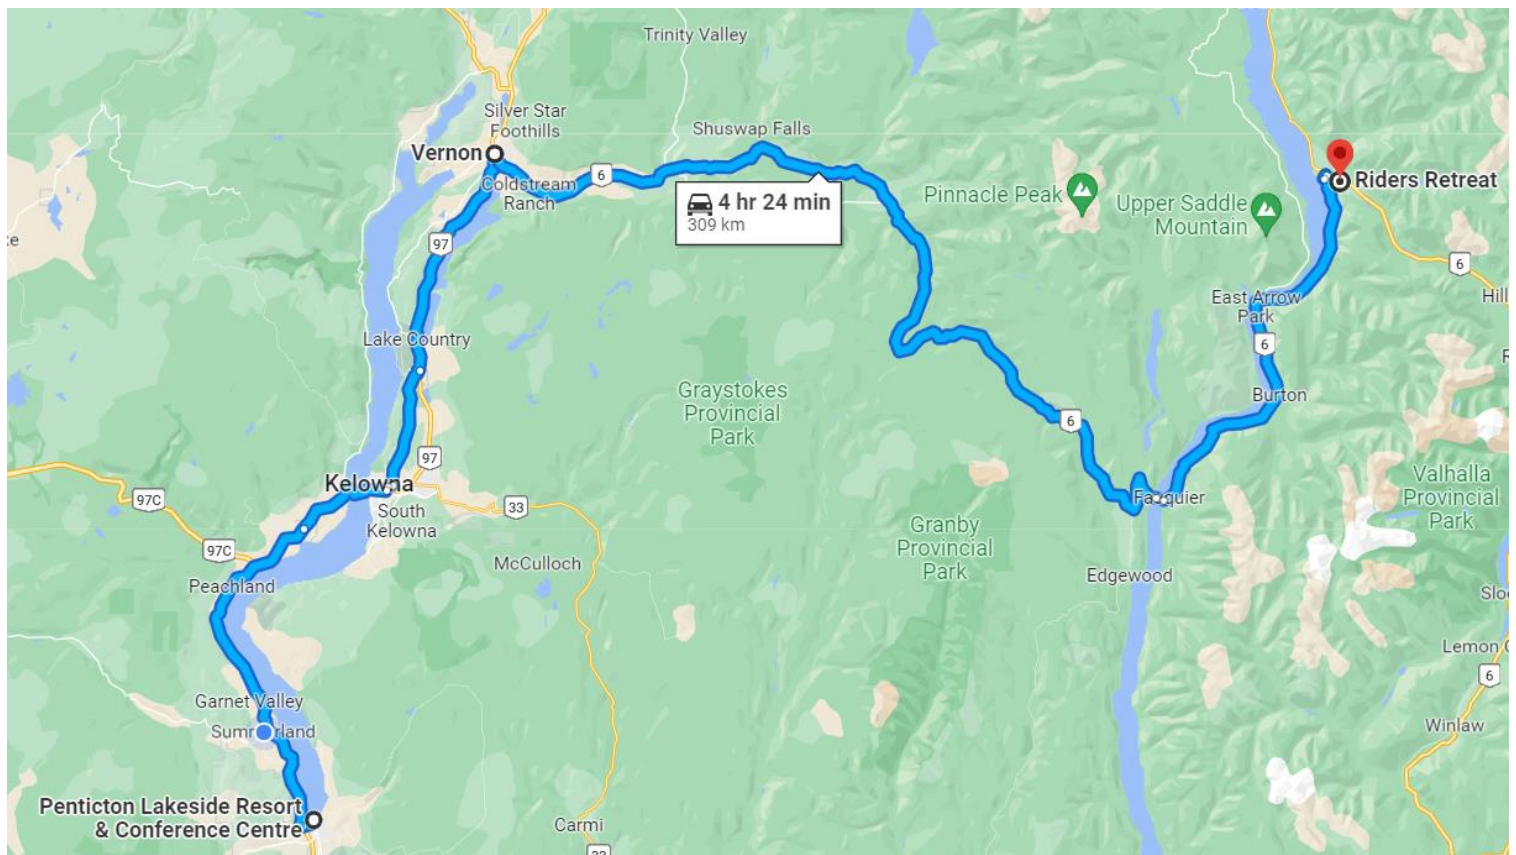 Trinity Valley
Silver Star
Foothills
Shuswap Falls
Vernon
6
Coldstream
Ranch
4 hr 24 min
309 km
Pinnacle Peak
Upper Saddle
Mountain
Riders Retreat
97
6
East Arrow
Park
Lake Country
6
Graystokes
Provincial
Park
Burton
6
97
Kelowna
97C
South
Kelowna
33
Fauquier
Valhalla
Provincial
Park
Granby
Provincial
Park
97C
McCulloch
Peachland
Edgewood
Garnet Valley
Summerland
6
Winlaw
Penticton Lakeside Resort
& Conference Centre
Carmi